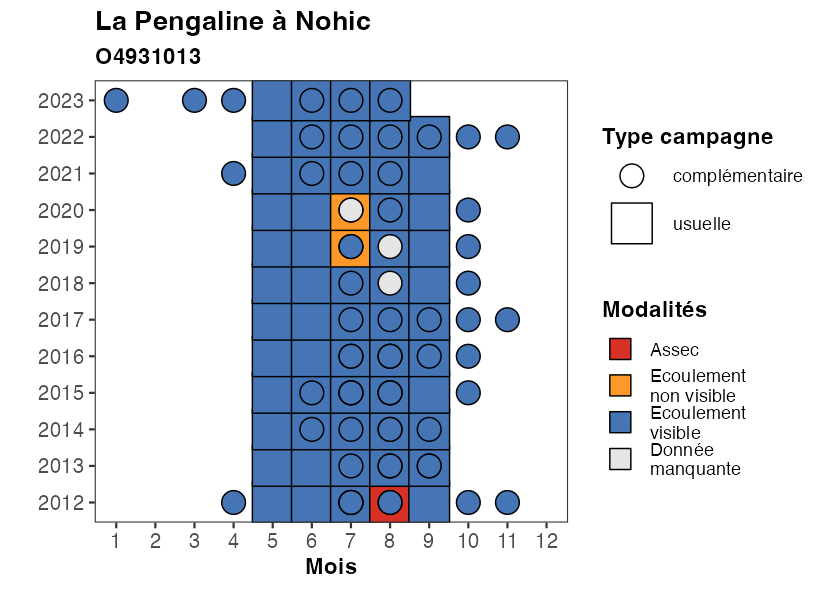 La Pengaline à Nohic
O4931013
2023
2022
2021
2020
2019
2018
2017
2016
2015
2014
2013
2012
1 2 3 4 5 6 7 8 9 10 11 12
Mois
Type campagne
complémentaire
usuelle
Modalités
Assec
Ecoulement
non visible
Ecoulement
visible
Donnée
manquante